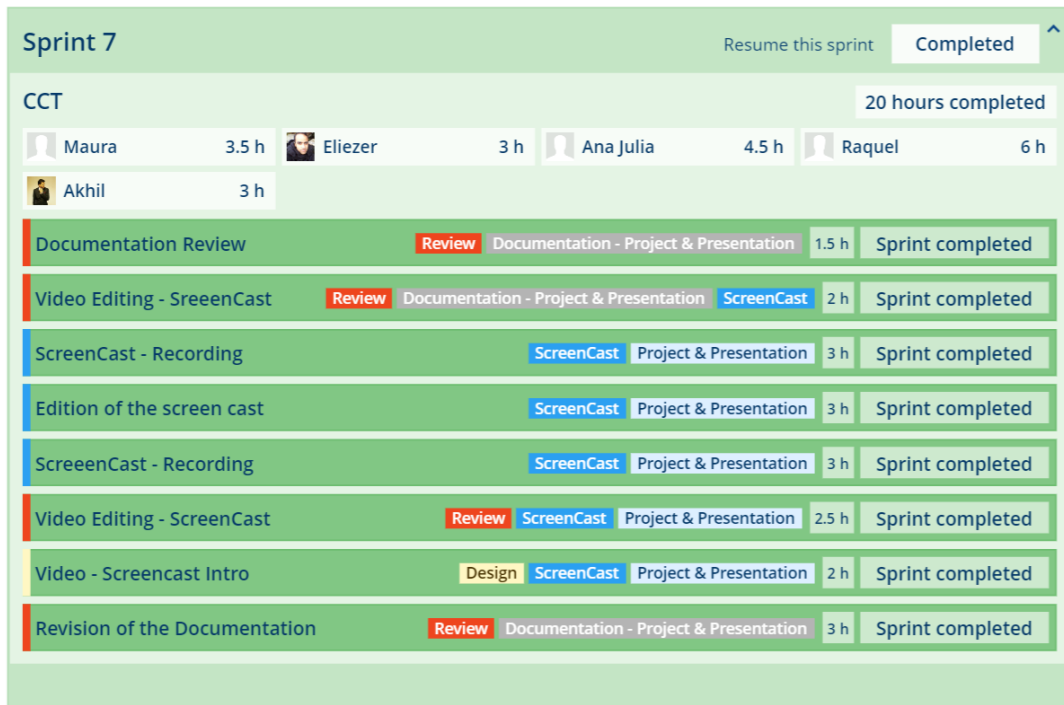 Sprint 7 Resume this sprint Completed
CCT 20 hours completed
Maura 3.5 h Eliezer 3 h Ana Julia 4.5 h Raquel 6 h
Akhil 3 h
Documentation Review Review Documentation - Project & Presentation 1.5 h Sprint completed
Video Editing - SreeenCast Review Documentation - Project & Presentation ScreenCast 2 h Sprint completed
ScreenCast - Recording ScreenCast Project & Presentation 3 h Sprint completed
Edition of the screen cast ScreenCast Project & Presentation 3 h Sprint completed
ScreeenCast - Recording ScreenCast Project & Presentation 3 h Sprint completed
Video Editing - ScreenCast Review ScreenCast Project & Presentation 2.5 h Sprint completed
Video - Screencast Intro Design ScreenCast Project & Presentation 2 h Sprint completed
Revision of the Documentation Review Documentation - Project & Presentation 3 h Sprint completed